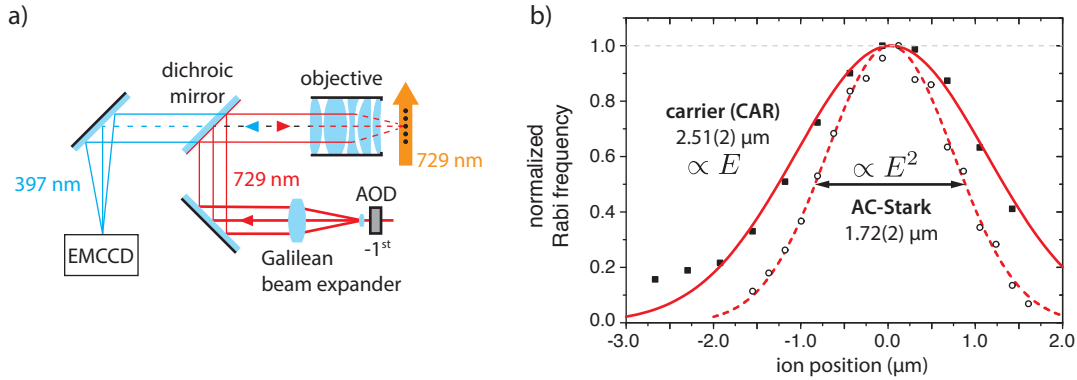 a)
dichroic
mirror
objective
729 nm
397 nm
729 nm
AOD
-1st
EMCCD
Galilean
beam expander
b)
normalized
Rabi frequency
1.0
0.8
0.6
0.4
0.2
0.0
carrier (CAR)
2.51(2) μm
∝ E
∝ E²
AC-Stark
1.72(2) μm
-3.0 -2.0 -1.0 0.0 1.0 2.0
ion position (μm)